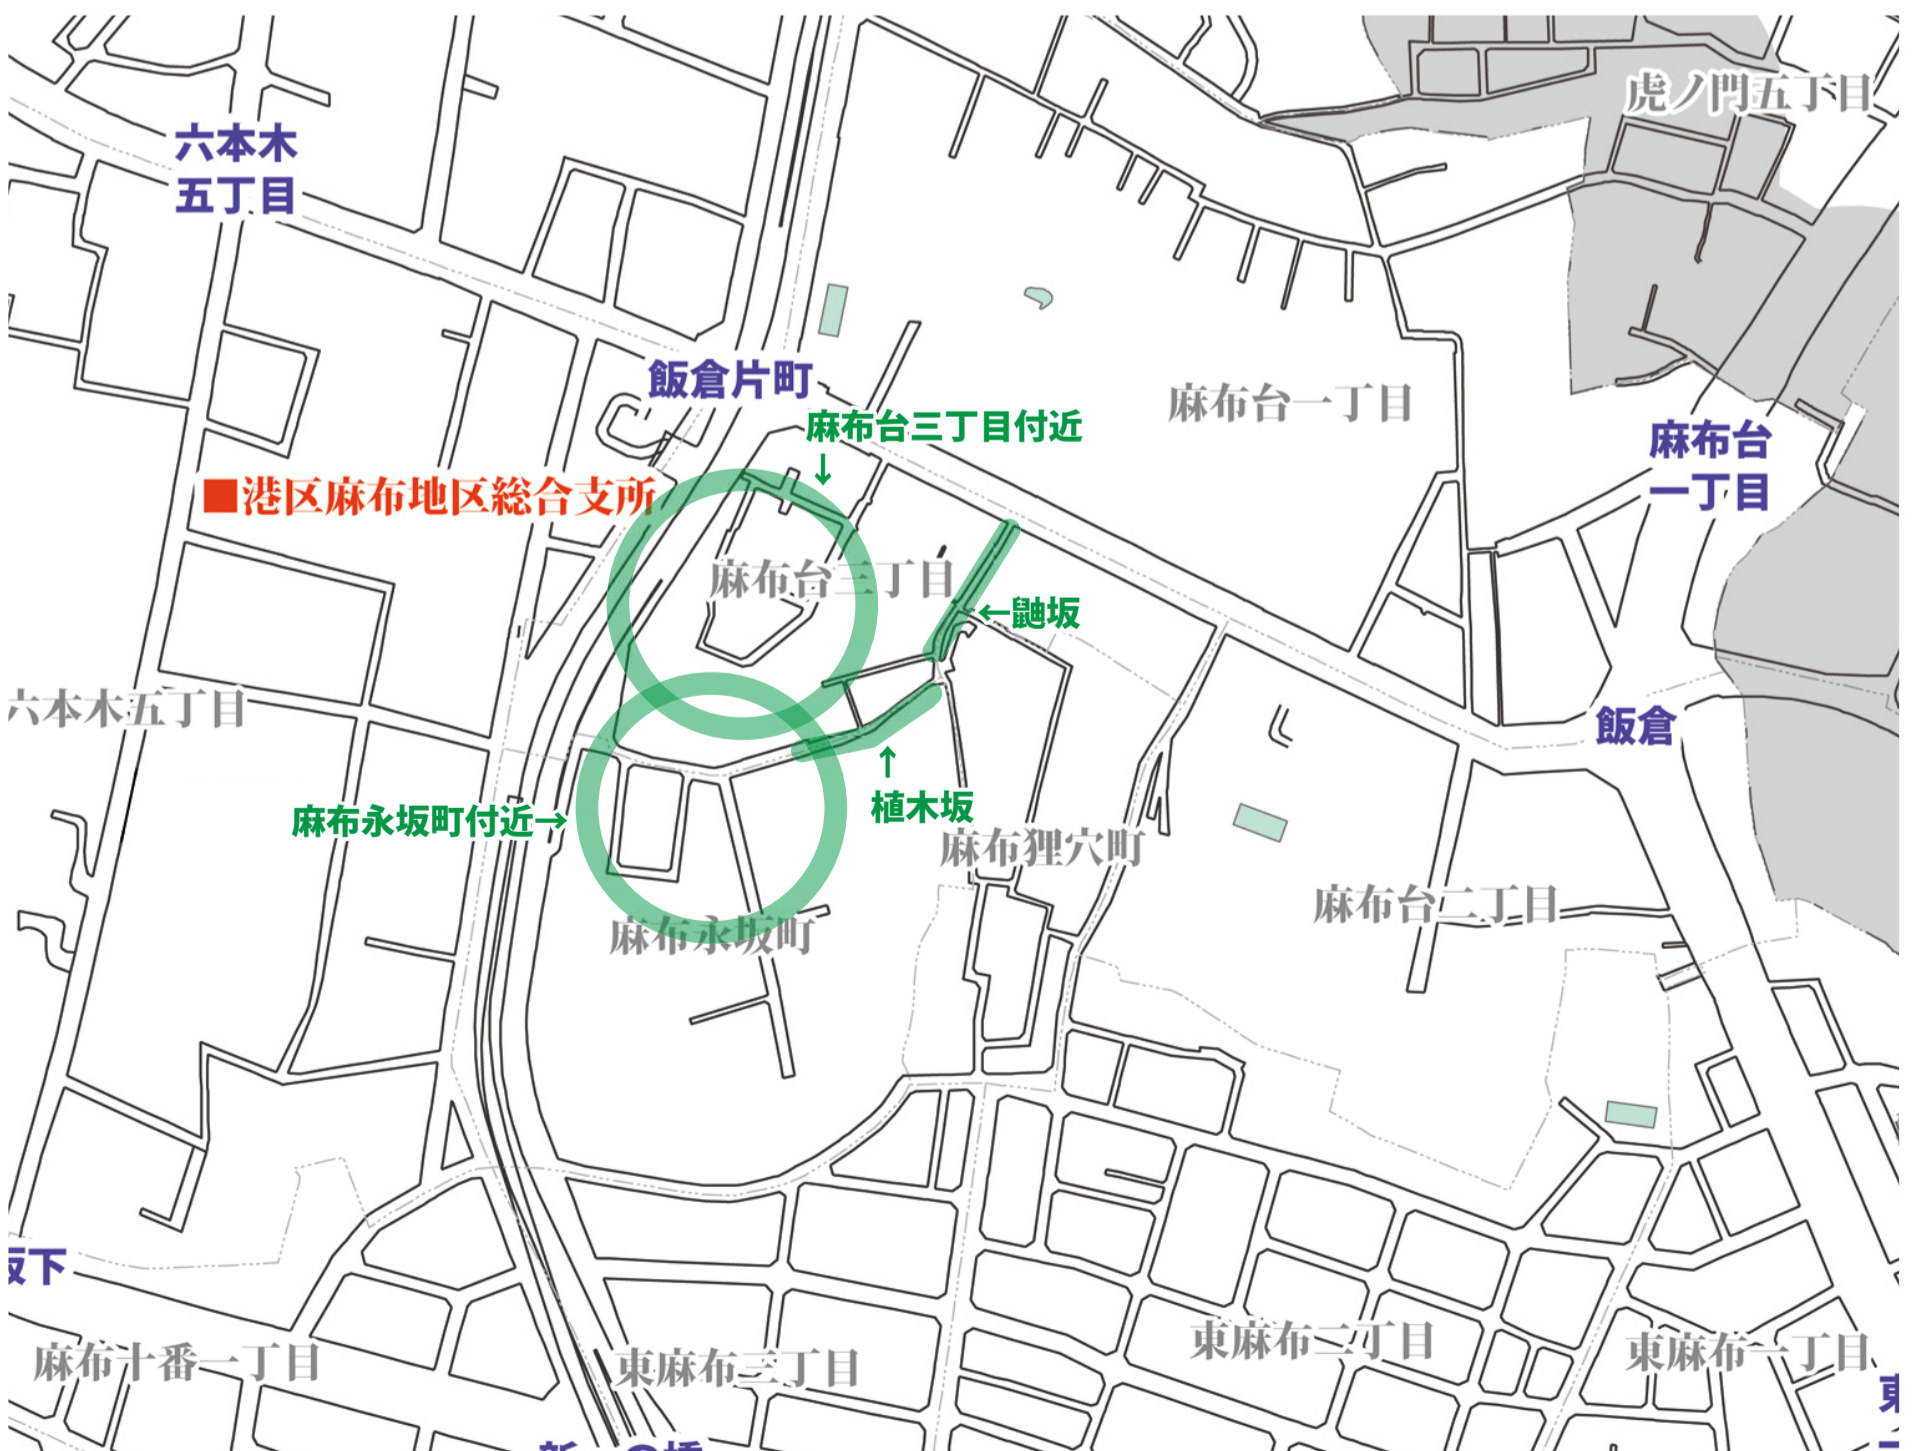 虎ノ門五丁目
六本木
五丁目
飯倉片町
麻布台一丁目
麻布台三丁目付近
↓
麻布台
一丁目
■港区麻布地区総合支所
麻布台三丁目
←鼬坂
六本木五丁目
飯倉
↑
植木坂
麻布永坂町付近→
麻布狸穴町
麻布台二丁目
麻布永坂町
坂下
麻布十番一丁目
東麻布三丁目
東麻布二丁目
東麻布一丁目
東
新一の橋